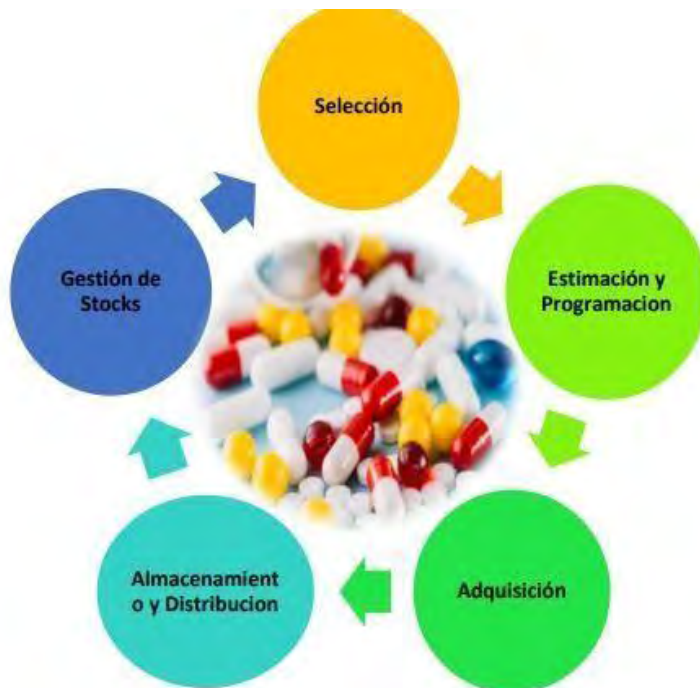 Selección
Estimación y
Programacion
Adquisición
Almacenamient
o y Distribucion
Gestión de
Stocks